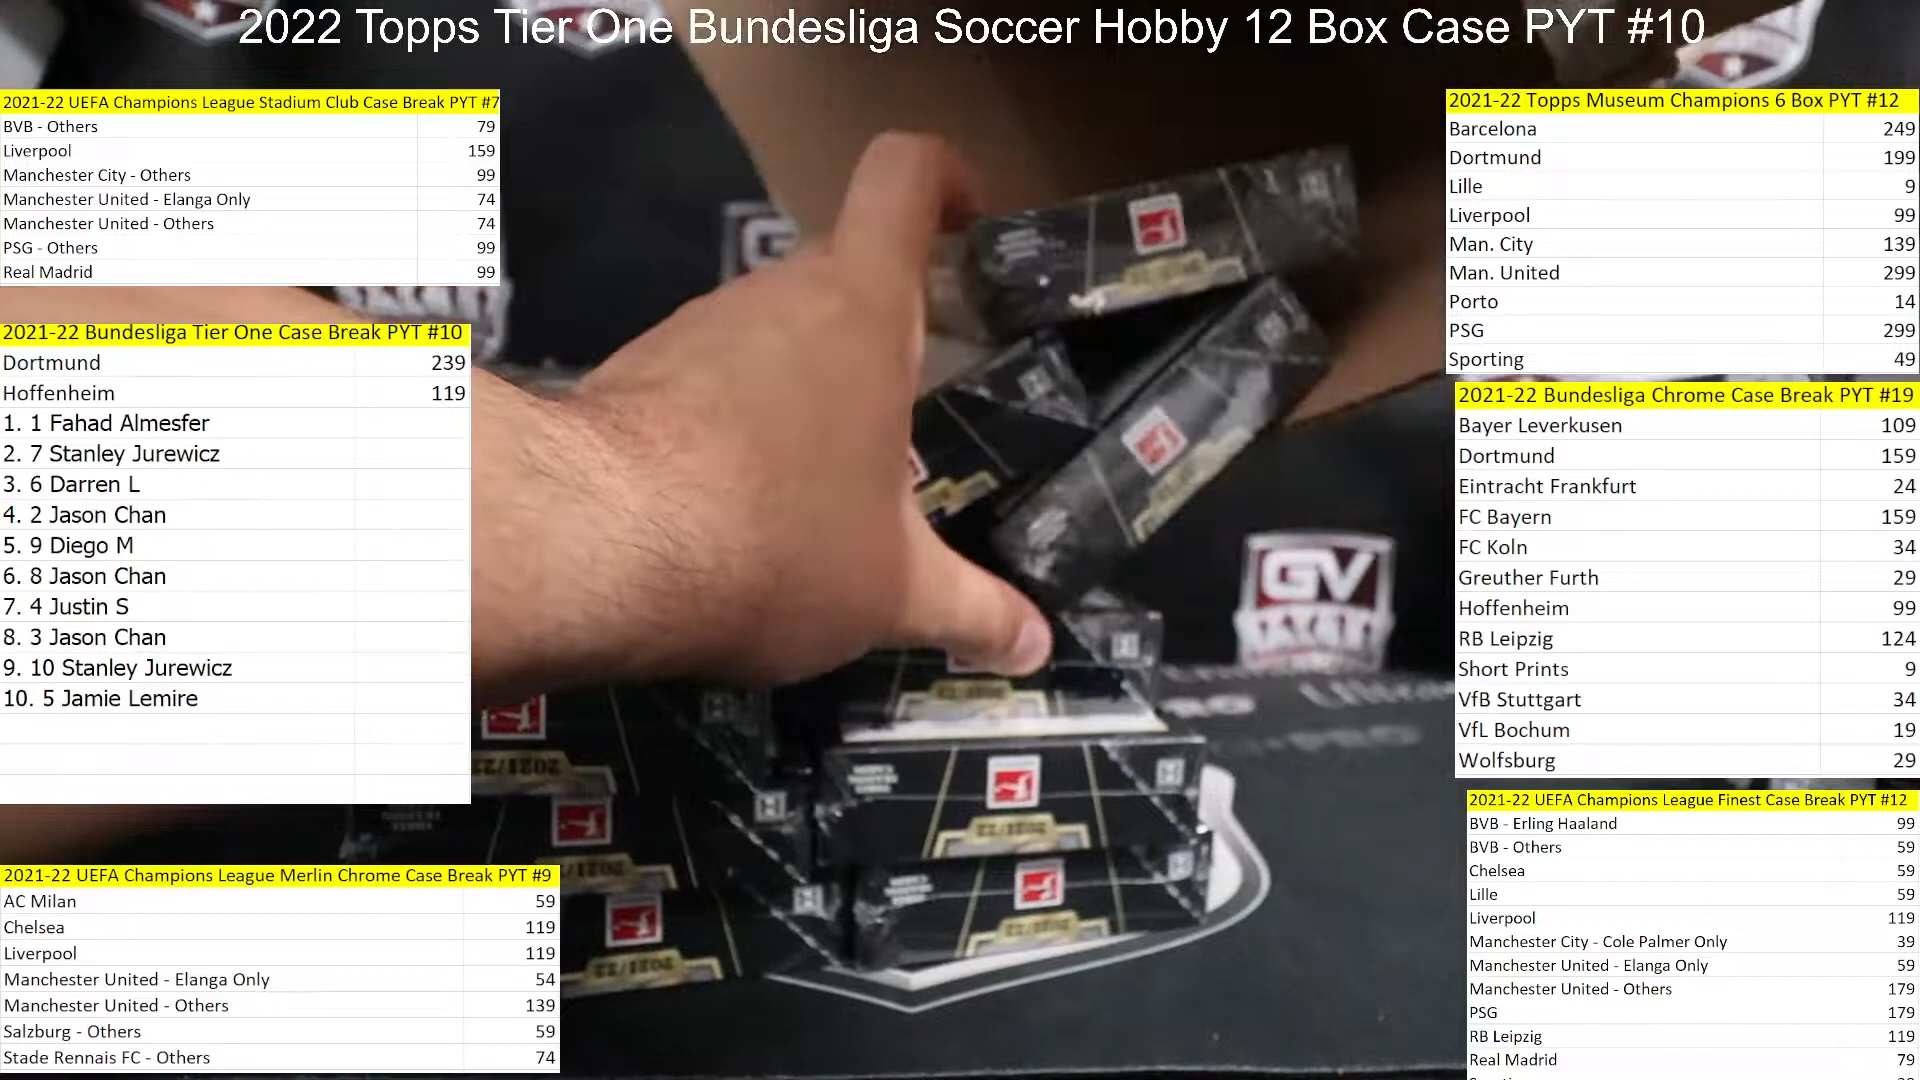 2022 Topps Tier One Bundesliga Soccer Hobby 12 Box Case PYT #10
2021-22 UEFA Champions League Stadium Club Case Break PYT #7
BVB - Others 79
Liverpool 159
Manchester City - Others 99
Manchester United - Elanga Only 74
Manchester United - Others 74
PSG - Others 99
Real Madrid 99
2021-22 Bundesliga Tier One Case Break PYT #10
Dortmund 239
Hoffenheim 119
1. 1 Fahad Almesfer
2. 7 Stanley Jurewicz
3. 6 Darren L
4. 2 Jason Chan
5. 9 Diego M
6. 8 Jason Chan
7. 4 Justin S
8. 3 Jason Chan
9. 10 Stanley Jurewicz
10. 5 Jamie Lemire
2021-22 UEFA Champions League Merlin Chrome Case Break PYT #9
AC Milan 59
Chelsea 119
Liverpool 119
Manchester United - Elanga Only 54
Manchester United - Others 139
Salzburg - Others 59
Stade Rennais FC - Others 74
2021-22 Topps Museum Champions 6 Box PYT #12
Barcelona 249
Dortmund 199
Lille 9
Liverpool 99
Man. City 139
Man. United 299
Porto 14
PSG 299
Sporting 49
2021-22 Bundesliga Chrome Case Break PYT #19
Bayer Leverkusen 109
Dortmund 159
Eintracht Frankfurt 24
FC Bayern 159
FC Koln 34
Greuther Furth 29
Hoffenheim 99
RB Leipzig 124
Short Prints 9
VfB Stuttgart 34
VfL Bochum 19
Wolfsburg 29
2021-22 UEFA Champions League Finest Case Break PYT #12
BVB - Erling Haaland 99
BVB - Others 59
Chelsea 59
Lille 59
Liverpool 119
Manchester City - Cole Palmer Only 39
Manchester United - Elanga Only 59
Manchester United - Others 179
PSG 179
RB Leipzig 119
Real Madrid 79
GV
2021/22
2021/22
2021/22
2021/22
2021/22